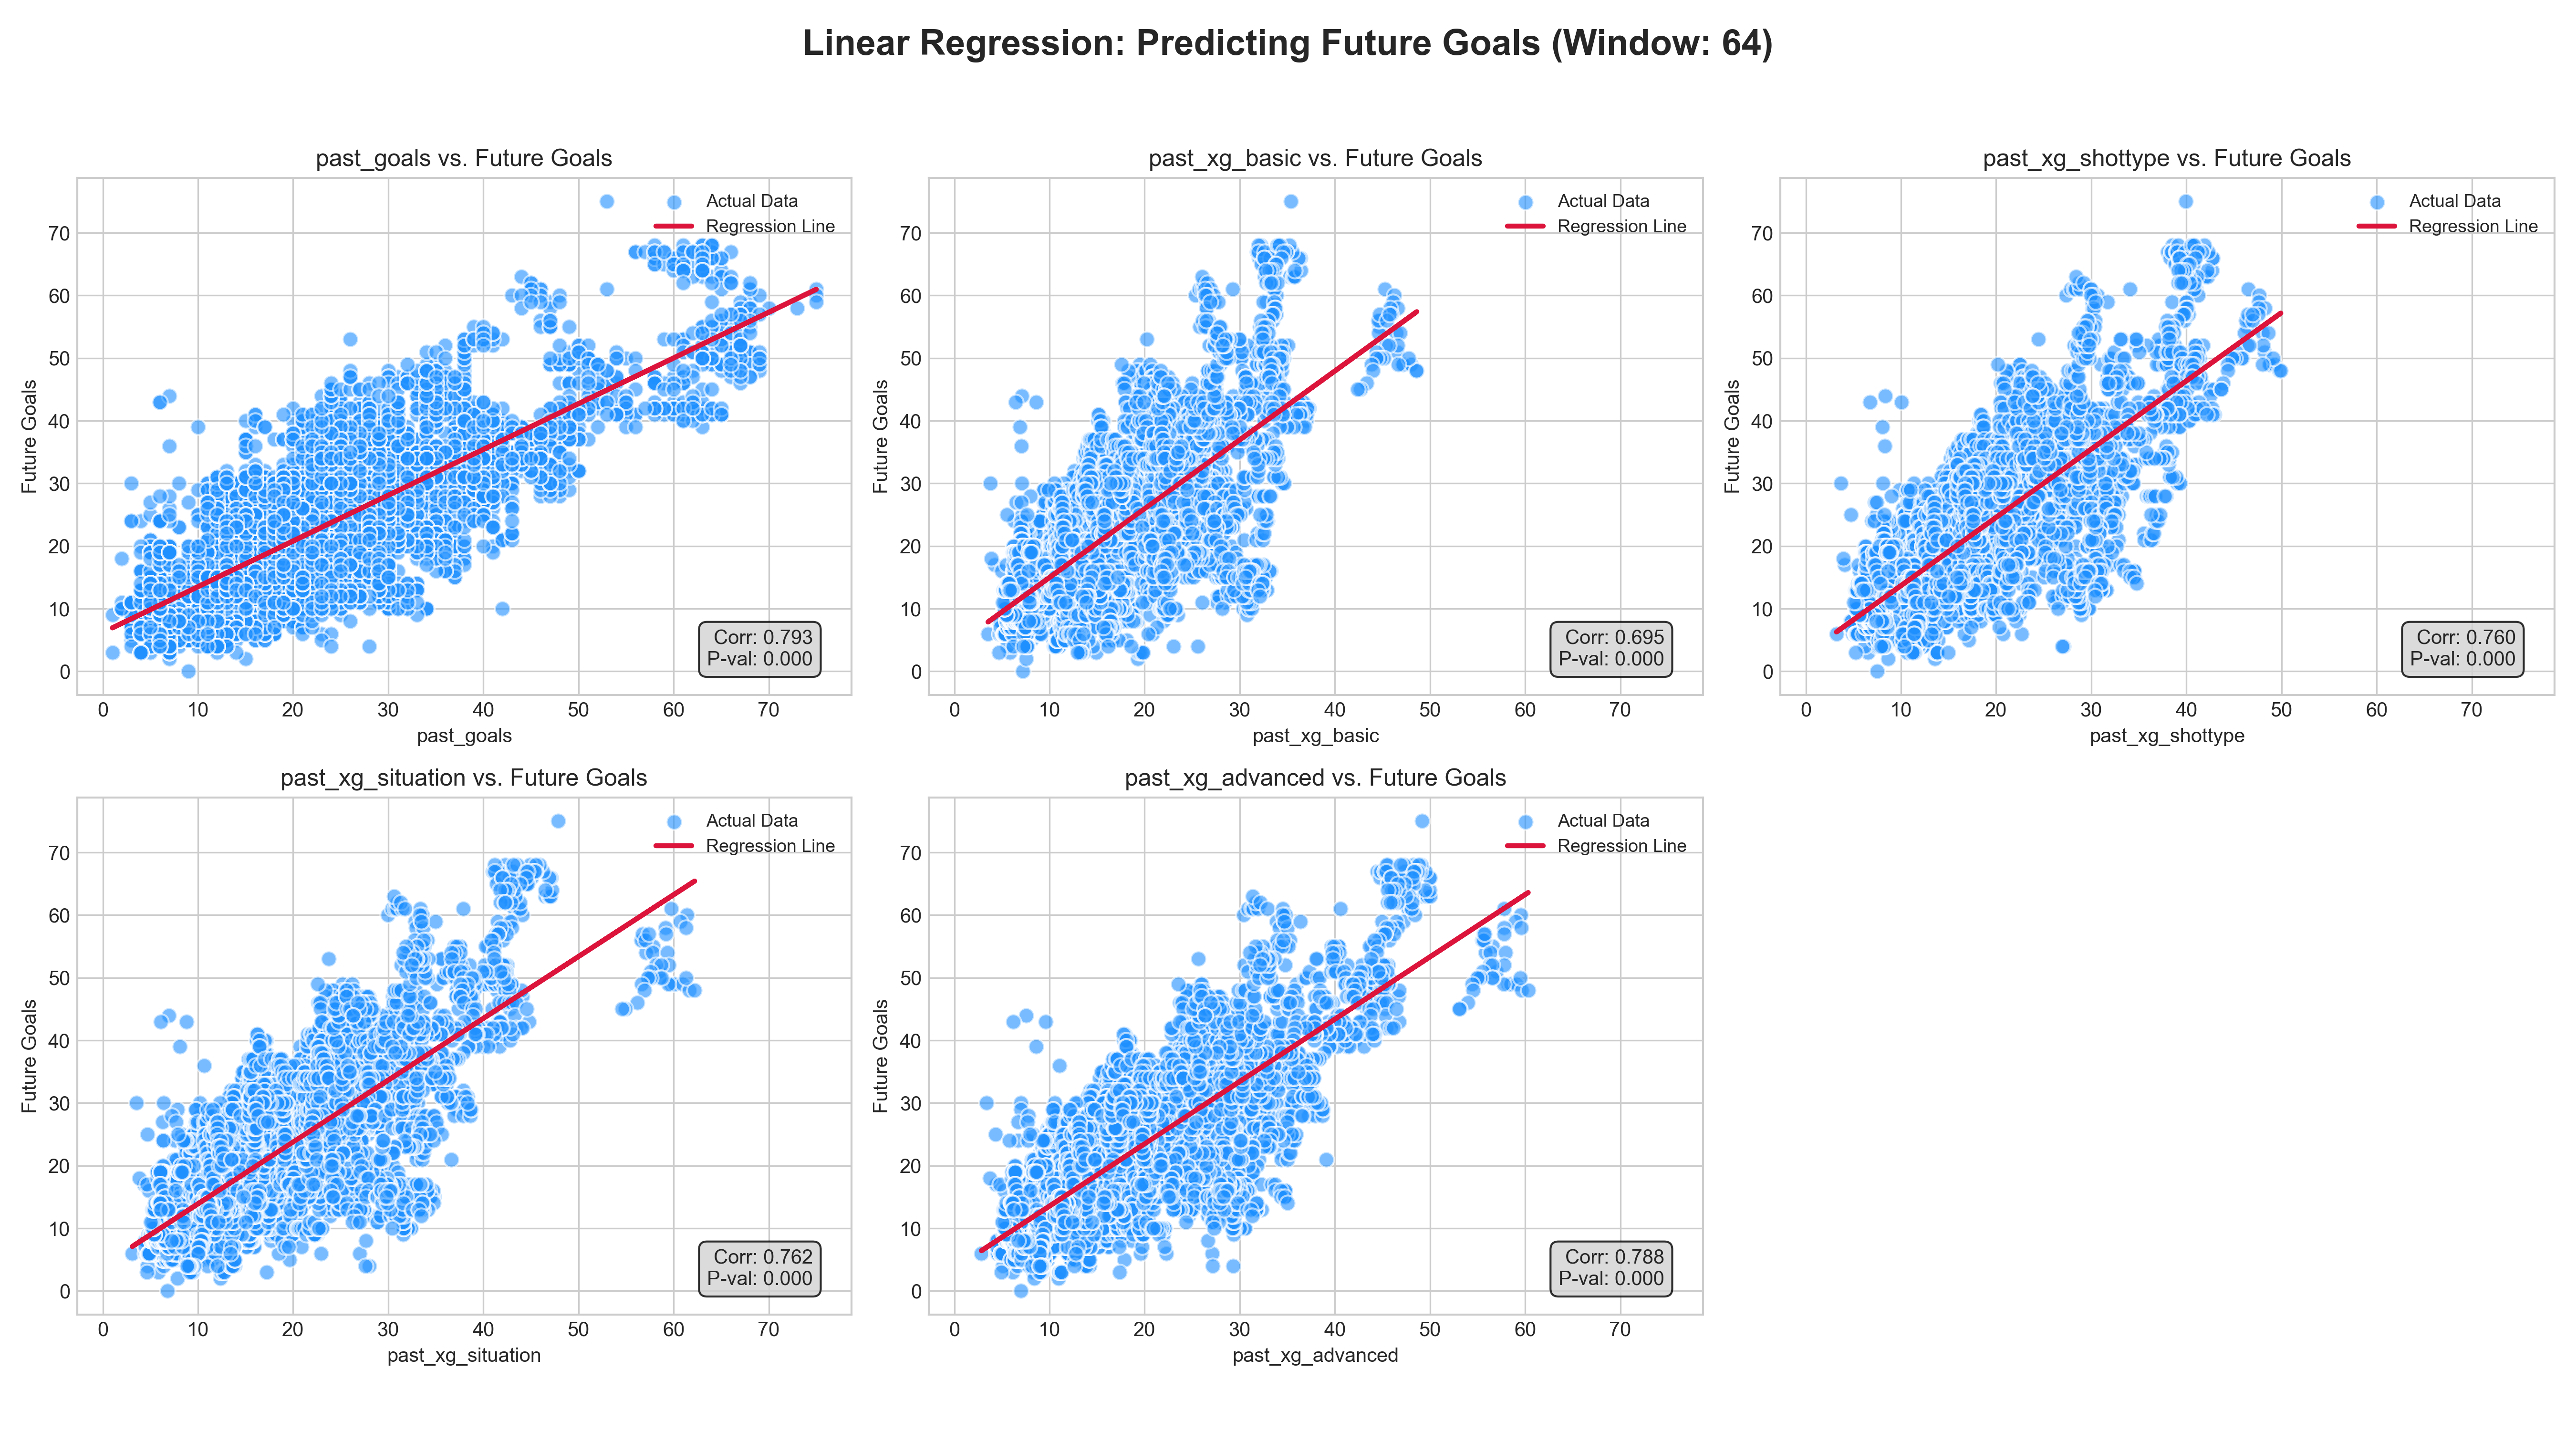 Linear Regression: Predicting Future Goals (Window: 64)
past_goals vs. Future Goals
Actual Data
Regression Line
Future Goals
70
60
50
40
30
20
10
0
Corr: 0.793
P-val: 0.000
0 10 20 30 40 50 60 70
past_goals
past_xg_basic vs. Future Goals
Actual Data
Regression Line
Future Goals
70
60
50
40
30
20
10
0
Corr: 0.695
P-val: 0.000
0 10 20 30 40 50 60 70
past_xg_basic
past_xg_shottype vs. Future Goals
Actual Data
Regression Line
Future Goals
70
60
50
40
30
20
10
0
Corr: 0.760
P-val: 0.000
0 10 20 30 40 50 60 70
past_xg_shottype
past_xg_situation vs. Future Goals
Actual Data
Regression Line
Future Goals
70
60
50
40
30
20
10
0
Corr: 0.762
P-val: 0.000
0 10 20 30 40 50 60 70
past_xg_situation
past_xg_advanced vs. Future Goals
Actual Data
Regression Line
Future Goals
70
60
50
40
30
20
10
0
Corr: 0.788
P-val: 0.000
0 10 20 30 40 50 60 70
past_xg_advanced